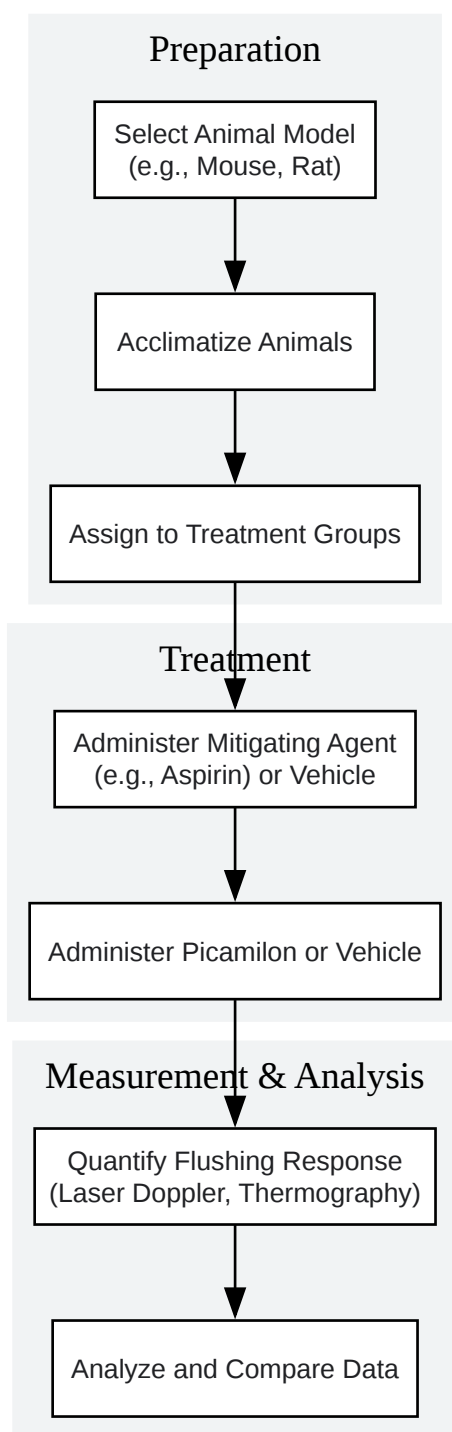 Preparation
Select Animal Model
(e.g., Mouse, Rat)
Acclimatize Animals
Assign to Treatment Groups
Treatment
Administer Mitigating Agent
(e.g., Aspirin) or Vehicle
Administer Picamilon or Vehicle
Measurement & Analysis
Quantify Flushing Response
(Laser Doppler, Thermography)
Analyze and Compare Data